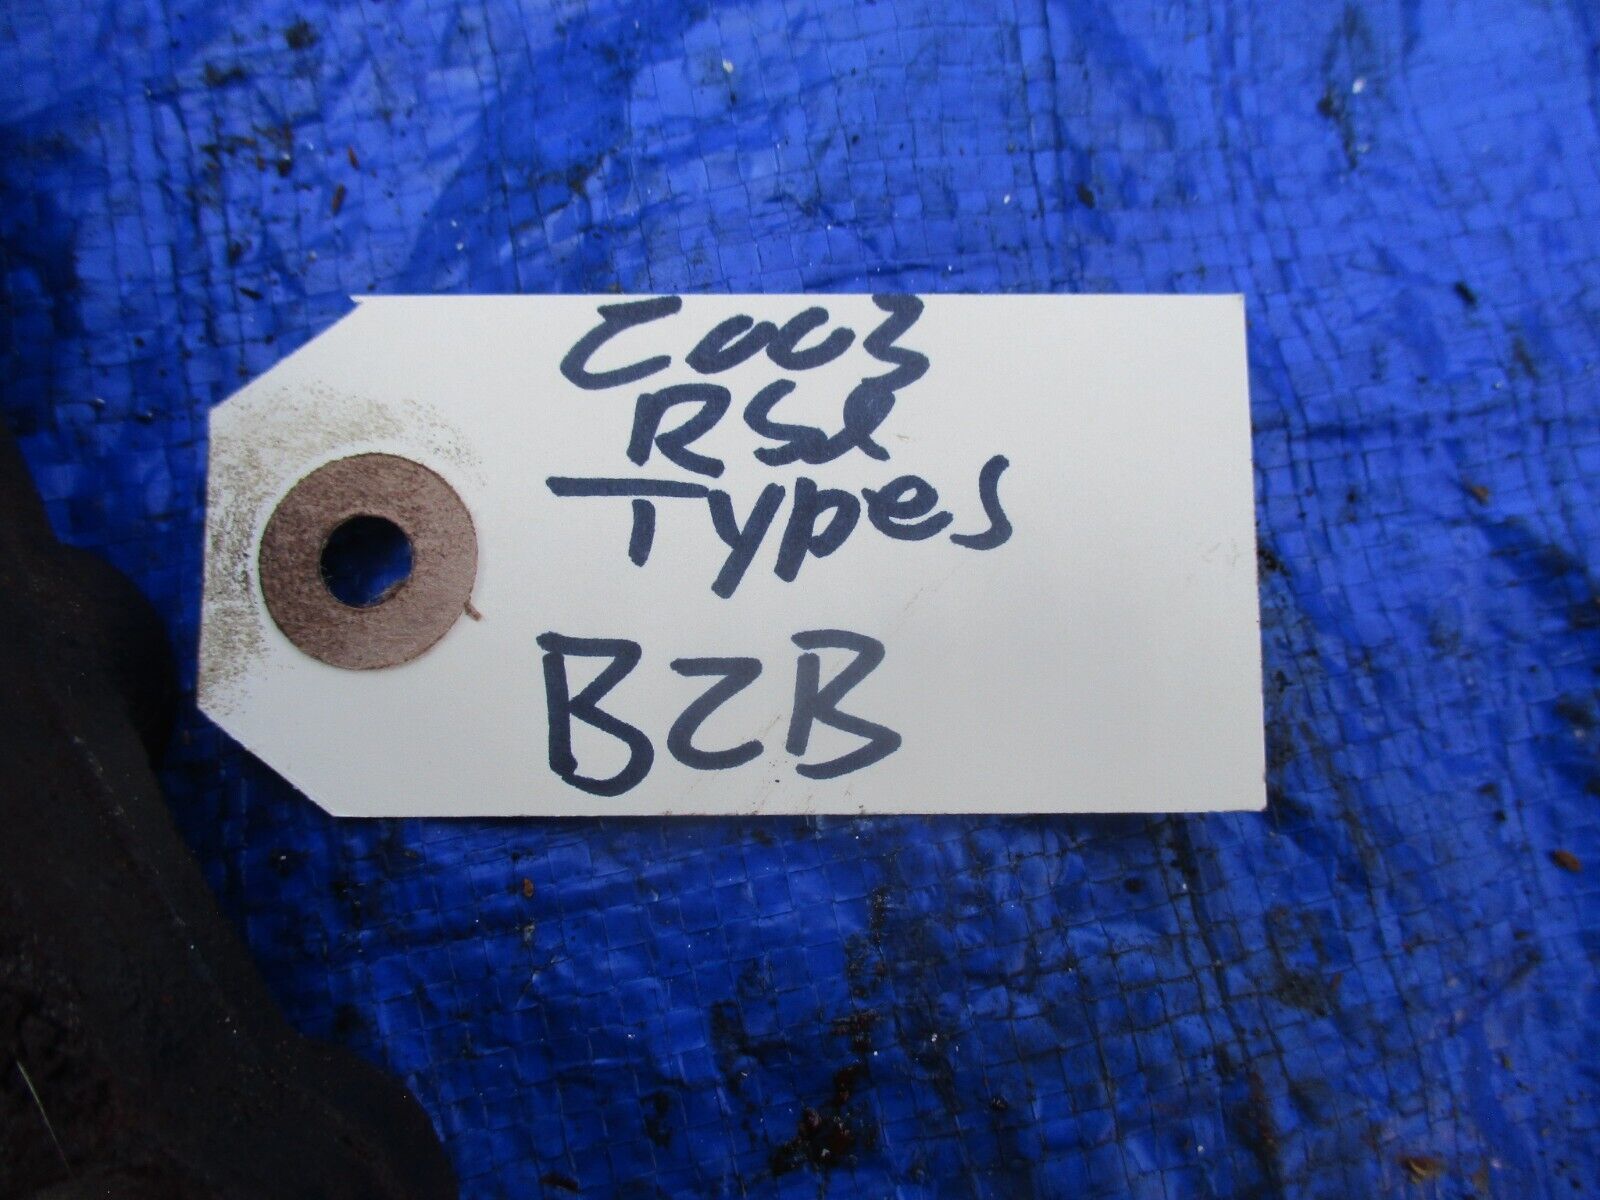 2003
RSX
Types
B2B